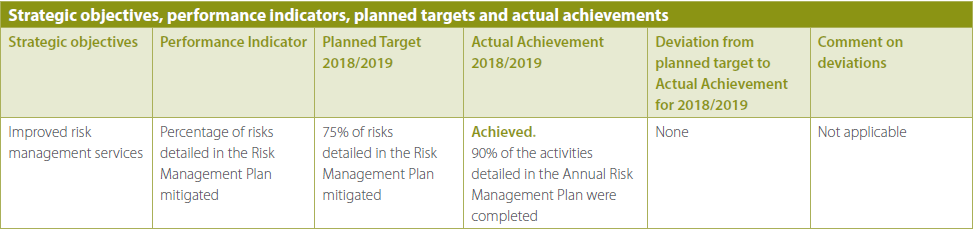 Strategic objectives, performance indicators, planned targets and actual achievements
Strategic objectives
Performance Indicator
Planned Target
2018/2019
Actual Achievement
2018/2019
Deviation from
planned target to
Actual Achievement
for 2018/2019
Comment on
deviations
Improved risk
management services
Percentage of risks
detailed in the Risk
Management Plan
mitigated
75% of risks
detailed in the Risk
Management Plan
mitigated
Achieved.
90% of the activities
detailed in the Annual Risk
Management Plan were
completed
None
Not applicable